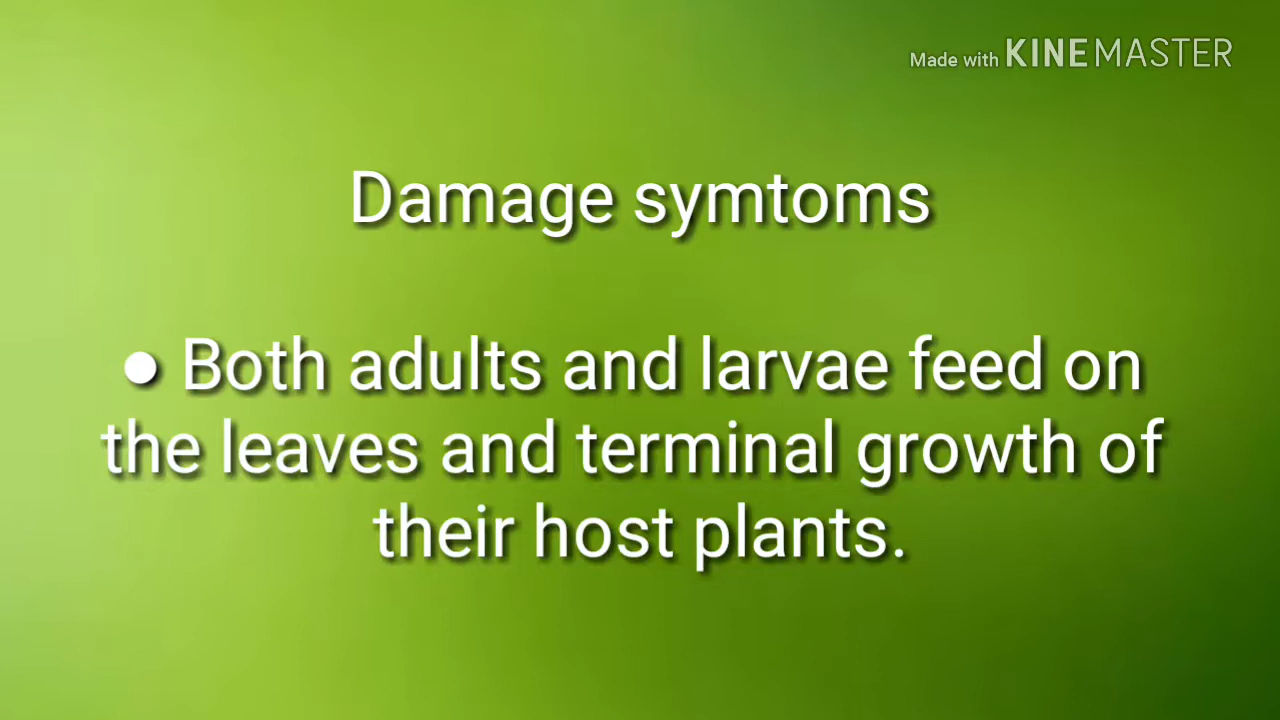 Made with KINEMASTER
Damage symtoms
● Both adults and larvae feed on
the leaves and terminal growth of
their host plants.